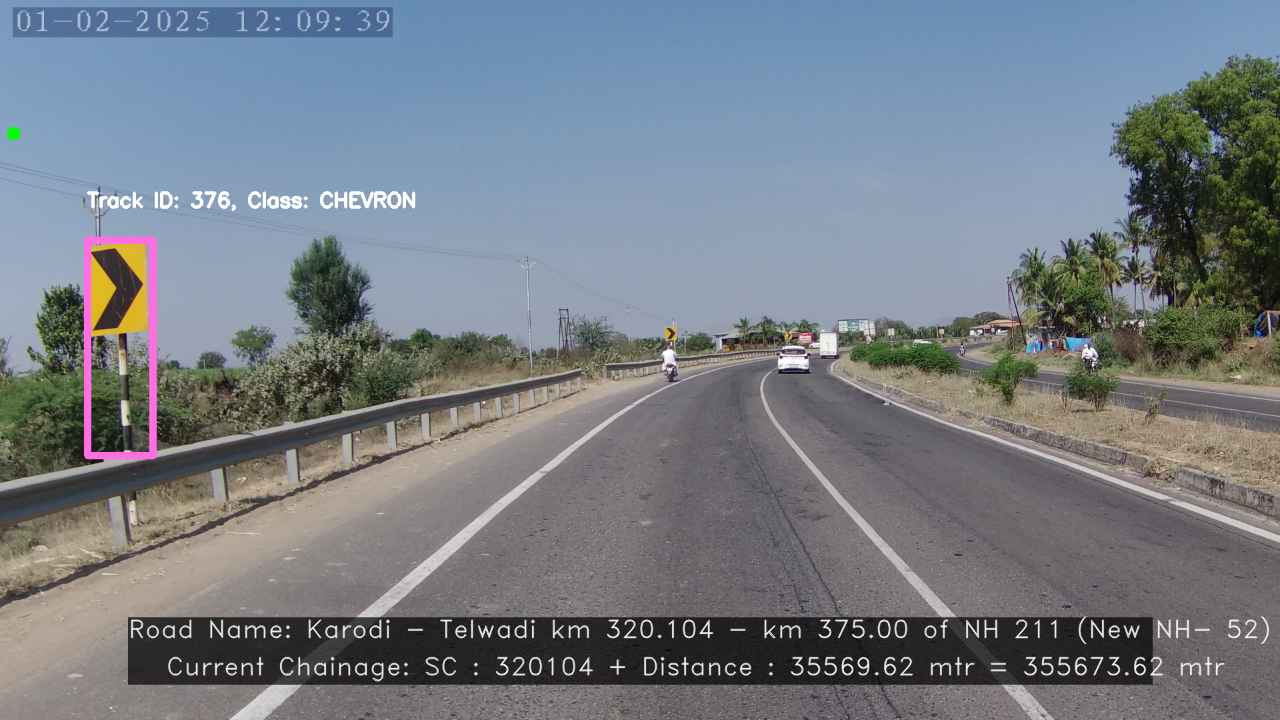 01-02-2025 12:09:39
Track ID: 376, Class: CHEVRON
Road Name: Karodi - Telwadi km 320.104 - km 375.00 of NH 211 (New NH- 52)
Current Chainage: SC : 320104 + Distance : 35569.62 mtr = 355673.62 mtr